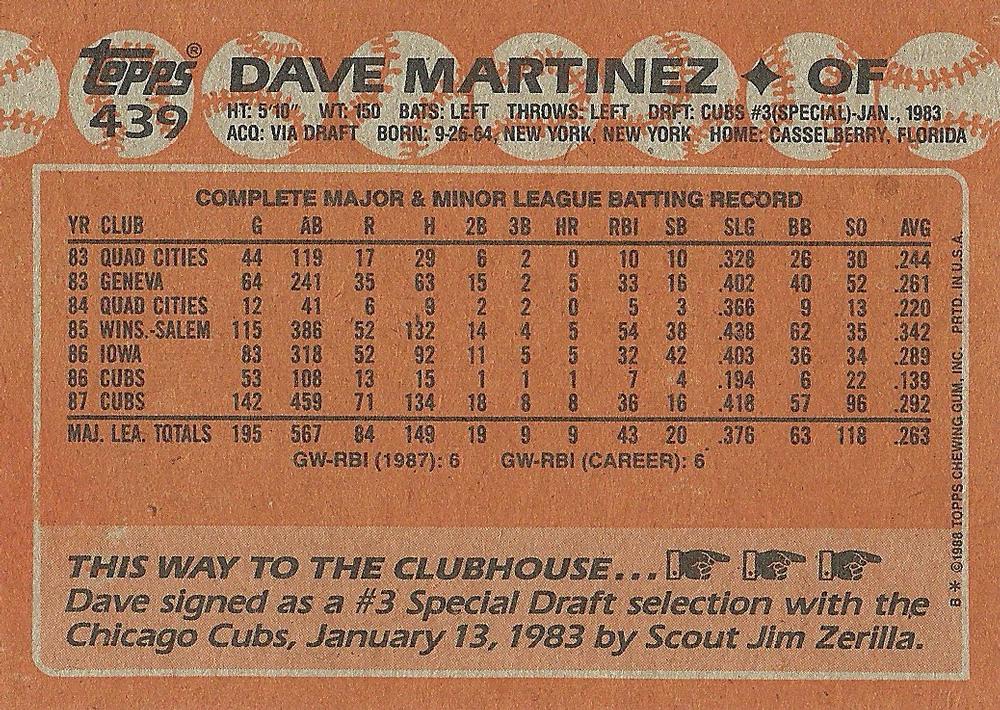 Topps®
439
DAVE MARTINEZ ✦ OF
HT: 5'10" WT: 150 BATS: LEFT THROWS: LEFT DRFT: CUBS #3(SPECIAL)-JAN., 1983
ACQ: VIA DRAFT BORN: 9-26-64, NEW YORK, NEW YORK HOME: CASSELBERRY, FLORIDA
COMPLETE MAJOR & MINOR LEAGUE BATTING RECORD
YR CLUB G AB R H 2B 3B HR RBI SB SLG BB SO AVG
83 QUAD CITIES 44 119 17 29 6 2 0 10 10 .328 26 30 .244
83 GENEVA 64 241 35 63 15 2 5 33 16 .402 40 52 .261
84 QUAD CITIES 12 41 6 9 2 2 0 5 3 .366 9 13 .220
85 WINS.-SALEM 115 386 52 132 14 4 5 54 38 .438 62 35 .342
86 IOWA 83 318 52 92 11 5 5 32 42 .403 36 34 .289
86 CUBS 53 108 13 15 1 1 1 7 4 .194 6 22 .139
87 CUBS 142 459 71 134 18 8 8 36 16 .418 57 96 .292
MAJ. LEA. TOTALS 195 567 84 149 19 9 9 43 20 .376 63 118 .263
GW-RBI (1987): 6 GW-RBI (CAREER): 6
THIS WAY TO THE CLUBHOUSE...
Dave signed as a #3 Special Draft selection with the
Chicago Cubs, January 13, 1983 by Scout Jim Zerilla.
B* ©1988 TOPPS CHEWING GUM, INC. PRTD. IN U.S.A.